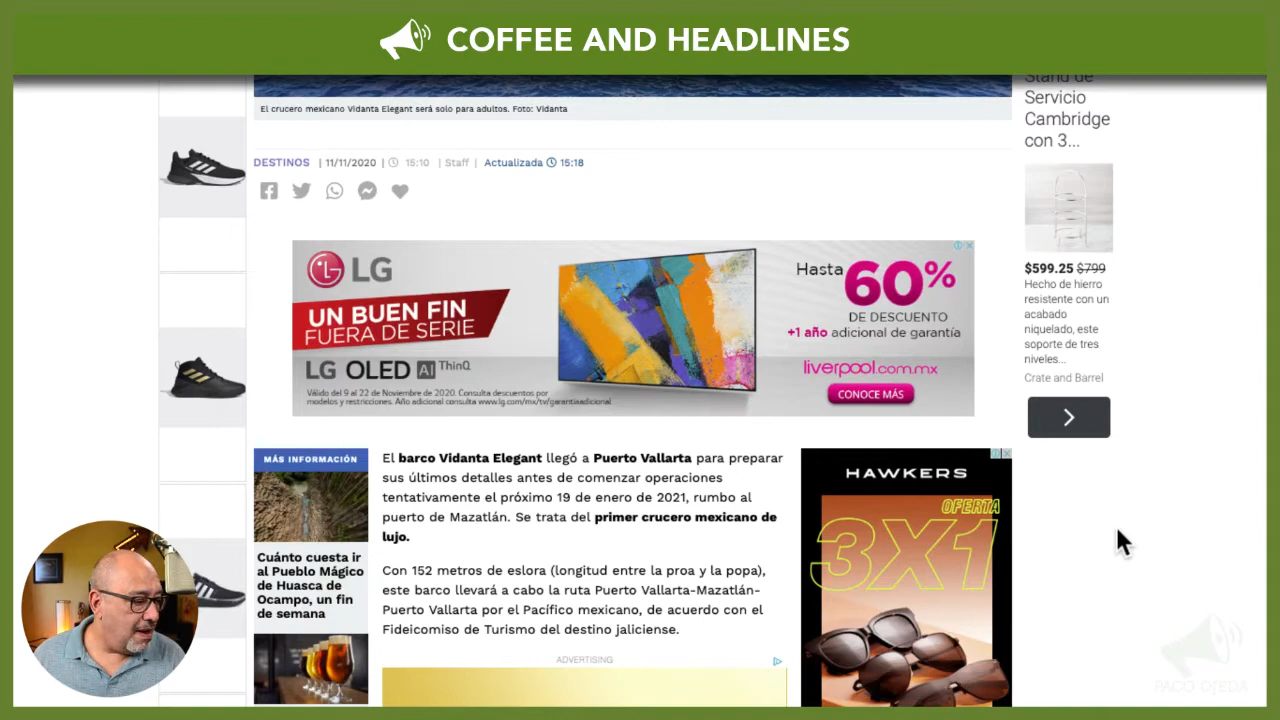 COFFEE AND HEADLINES
El crucero mexicano Vidanta Elegant será solo para adultos. Foto: Vidanta
DESTINOS | 11/11/2020 | 15:10 | Staff | Actualizada 15:18
LG
UN BUEN FIN
FUERA DE SERIE
LG OLED AI ThinQ
Válido del 9 al 22 de Noviembre de 2020. Consulta descuentos por
modelos y restricciones. Año adicional consulta www.lg.com/mx/tv/garantiaadicional
Hasta 60%
DE DESCUENTO
+1 año adicional de garantía
liverpool.com.mx
CONOCE MÁS
Stand de
Servicio
Cambridge
con 3...
$599.25 $799
Hecho de hierro
resistente con un
acabado
niquelado, este
soporte de tres
niveles...
Crate and Barrel
MÁS INFORMACIÓN
Cuánto cuesta ir
al Pueblo Mágico
de Huasca de
Ocampo, un fin
de semana
El barco Vidanta Elegant llegó a Puerto Vallarta para preparar
sus últimos detalles antes de comenzar operaciones
tentativamente el próximo 19 de enero de 2021, rumbo al
puerto de Mazatlán. Se trata del primer crucero mexicano de
lujo.
Con 152 metros de eslora (longitud entre la proa y la popa),
este barco llevará a cabo la ruta Puerto Vallarta-Mazatlán-
Puerto Vallarta por el Pacífico mexicano, de acuerdo con el
Fideicomiso de Turismo del destino jaliciense.
ADVERTISING
HAWKERS
OFERTA
3X1
PACO OJEDA